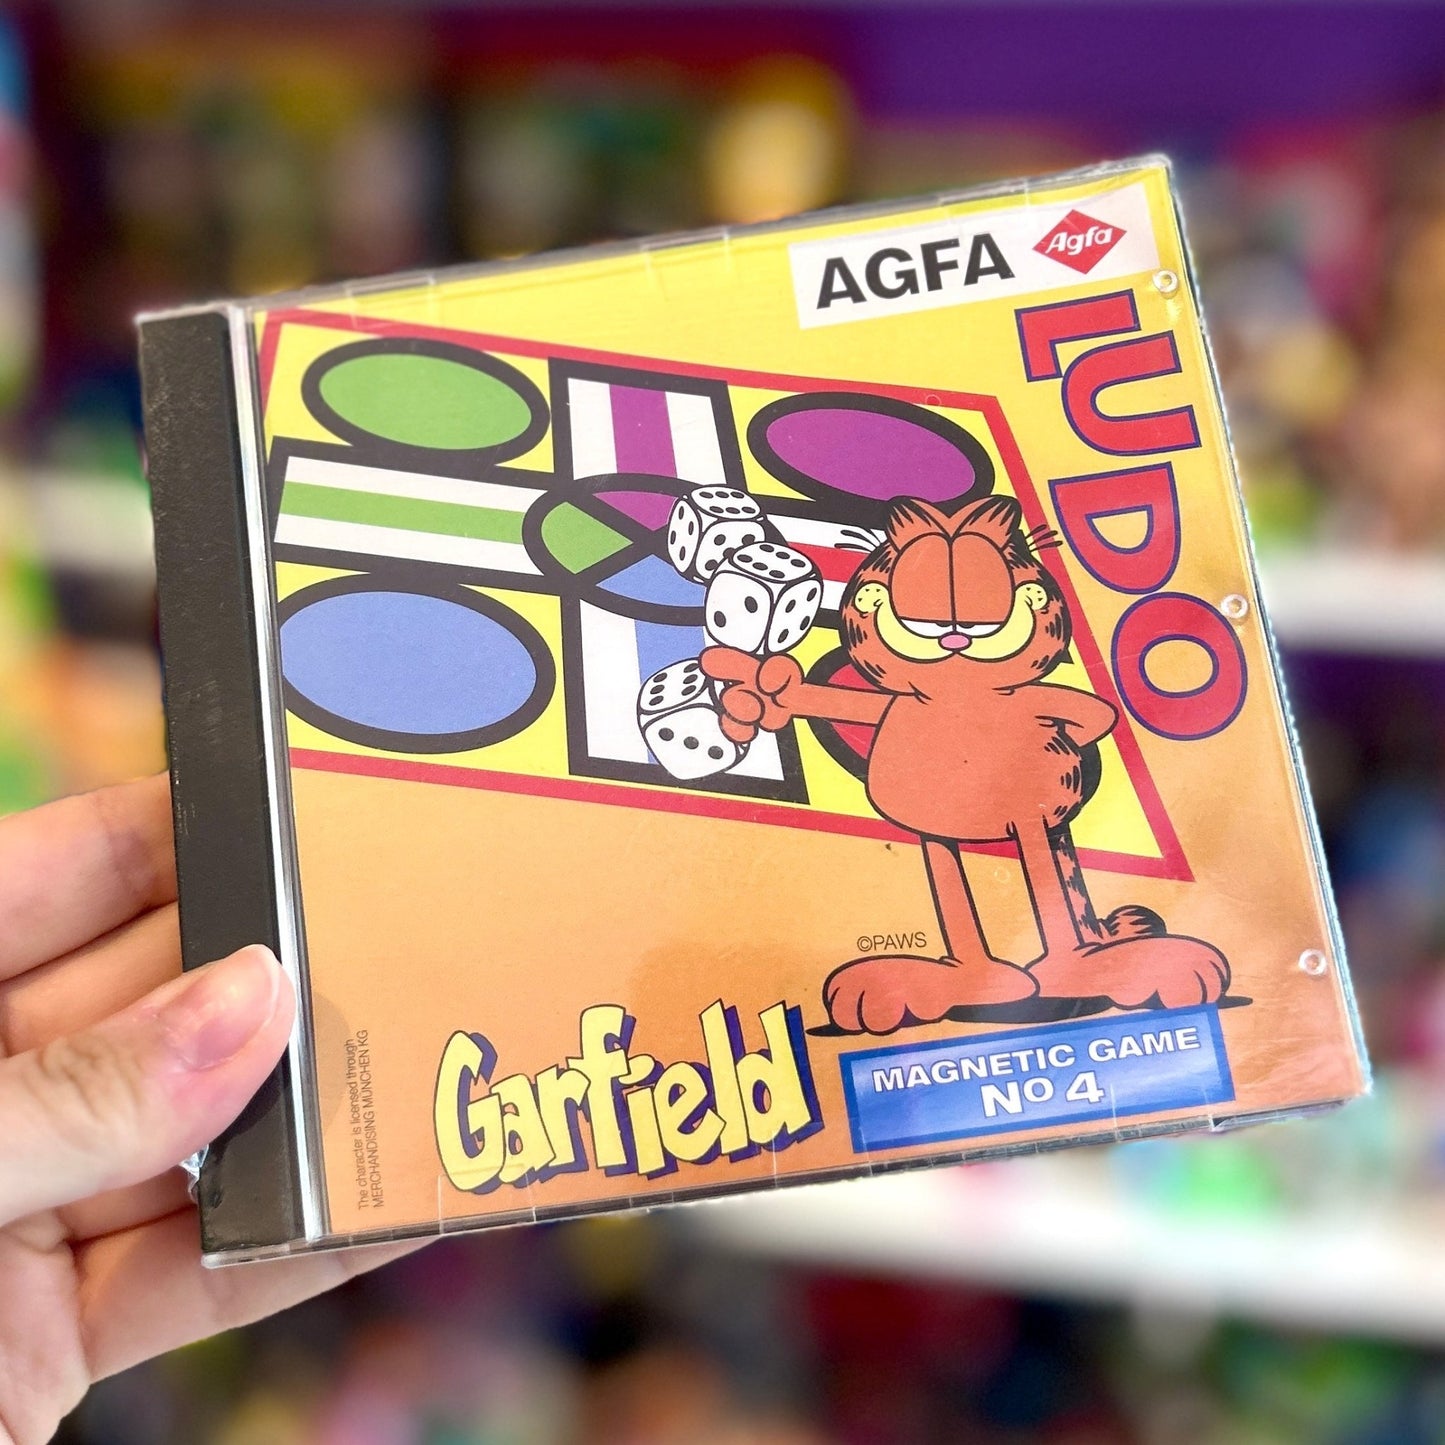 AGFA
Agfa
LUDO
©PAWS
Garfield
MAGNETIC GAME
No 4
The character is licensed through
MERCHANDISING MÜNCHEN KG